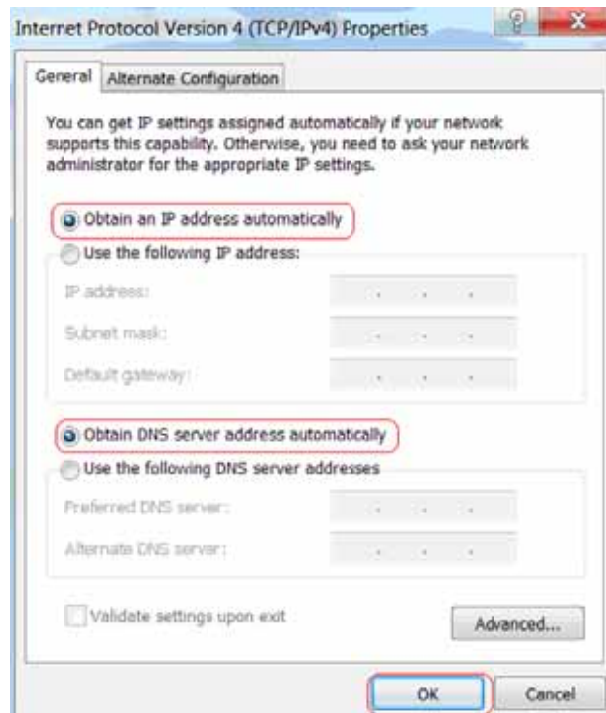 Internet Protocol Version 4 (TCP/IPv4) Properties
General
Alternate Configuration
You can get IP settings assigned automatically if your network
supports this capability. Otherwise, you need to ask your network
administrator for the appropriate IP settings.
Obtain an IP address automatically
Use the following IP address:
IP address:
Subnet mask:
Default gateway:
Obtain DNS server address automatically
Use the following DNS server addresses
Preferred DNS server:
Alternate DNS server:
Validate settings upon exit
Advanced...
OK
Cancel